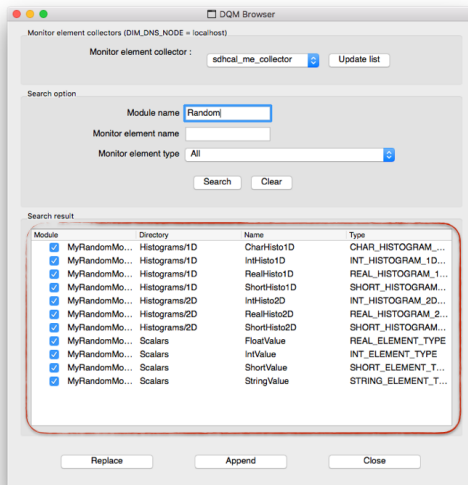 DQM Browser
Monitor element collectors (DIM_DNS_NODE = localhost)
Monitor element collector : sdhcal_me_collector Update list
Search option
Module name Random
Monitor element name
Monitor element type All
Search Clear
Search result
Module Directory Name Type
MyRandomMo... Histograms/1D CharHisto1D CHAR_HISTOGRAM_...
MyRandomMo... Histograms/1D IntHisto1D INT_HISTOGRAM_1D...
MyRandomMo... Histograms/1D RealHisto1D REAL_HISTOGRAM_1...
MyRandomMo... Histograms/1D ShortHisto1D SHORT_HISTOGRAM...
MyRandomMo... Histograms/2D IntHisto2D INT_HISTOGRAM_2D...
MyRandomMo... Histograms/2D RealHisto2D REAL_HISTOGRAM_2...
MyRandomMo... Histograms/2D ShortHisto2D SHORT_HISTOGRAM...
MyRandomMo... Scalars FloatValue REAL_ELEMENT_TYPE
MyRandomMo... Scalars IntValue INT_ELEMENT_TYPE
MyRandomMo... Scalars ShortValue SHORT_ELEMENT_T...
MyRandomMo... Scalars StringValue STRING_ELEMENT_T...
Replace Append Close